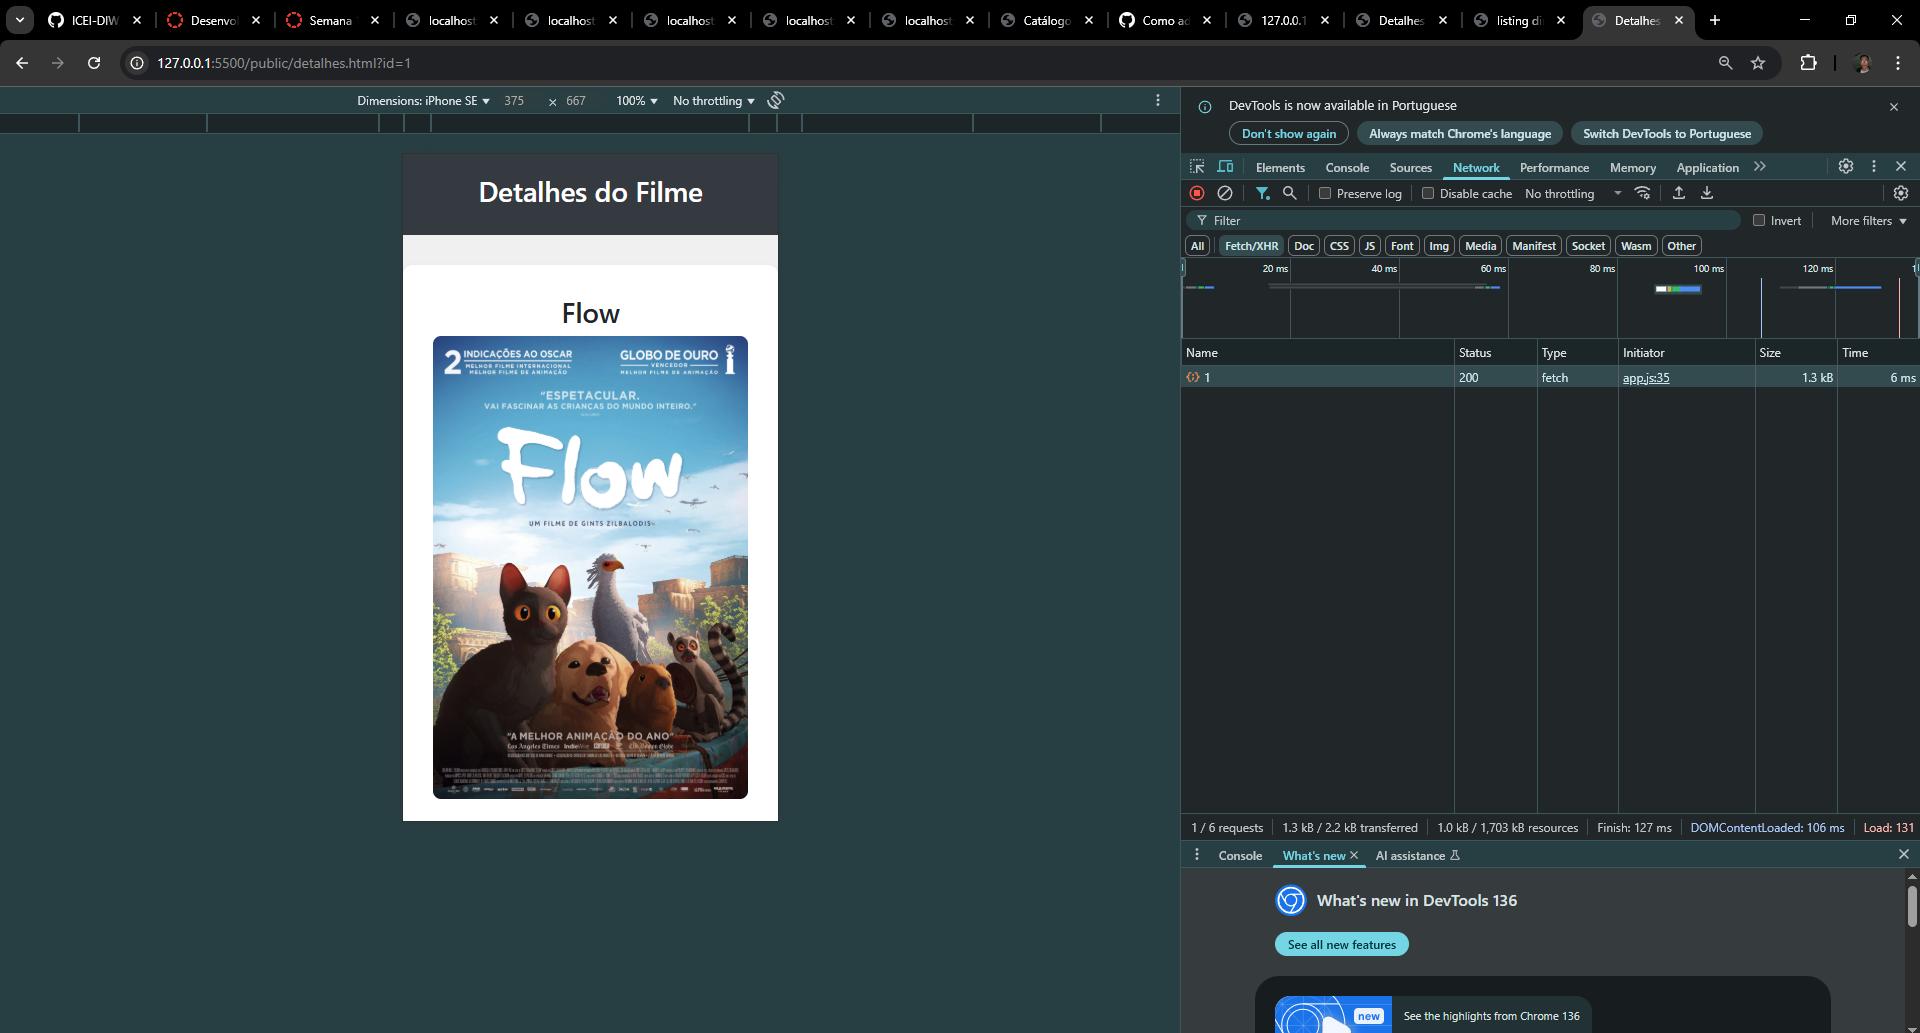 ICEI-DIW
Desenvol
Semana
localhost
localhost
localhost
localhost
localhost
Catálogo
Como ad
127.0.0.1
Detalhes
listing di
Detalhes
127.0.0.1:5500/public/detalhes.html?id=1
Dimensions: iPhone SE 375 × 667 100% No throttling
Detalhes do Filme
Flow
2 INDICAÇÕES AO OSCAR
MELHOR FILME INTERNACIONAL
MELHOR FILME DE ANIMAÇÃO
GLOBO DE OURO
VENCEDOR
MELHOR FILME DE ANIMAÇÃO
"ESPETACULAR.
VAI FASCINAR AS CRIANÇAS DO MUNDO INTEIRO."
Flow
UM FILME DE GINTS ZILBALODIS
"A MELHOR ANIMAÇÃO DO ANO"
Los Angeles Times IndieWire The Boston Globe
DevTools is now available in Portuguese
Don't show again Always match Chrome's language Switch DevTools to Portuguese
Elements Console Sources Network Performance Memory Application
Preserve log Disable cache No throttling
Filter Invert More filters
All Fetch/XHR Doc CSS JS Font Img Media Manifest Socket Wasm Other
20 ms 40 ms 60 ms 80 ms 100 ms 120 ms 1
Name Status Type Initiator Size Time
1 200 fetch app.js:35 1.3 kB 6 ms
1 / 6 requests 1.3 kB / 2.2 kB transferred 1.0 kB / 1,703 kB resources Finish: 127 ms DOMContentLoaded: 106 ms Load: 131
Console What's new AI assistance
What's new in DevTools 136
See all new features
new See the highlights from Chrome 136